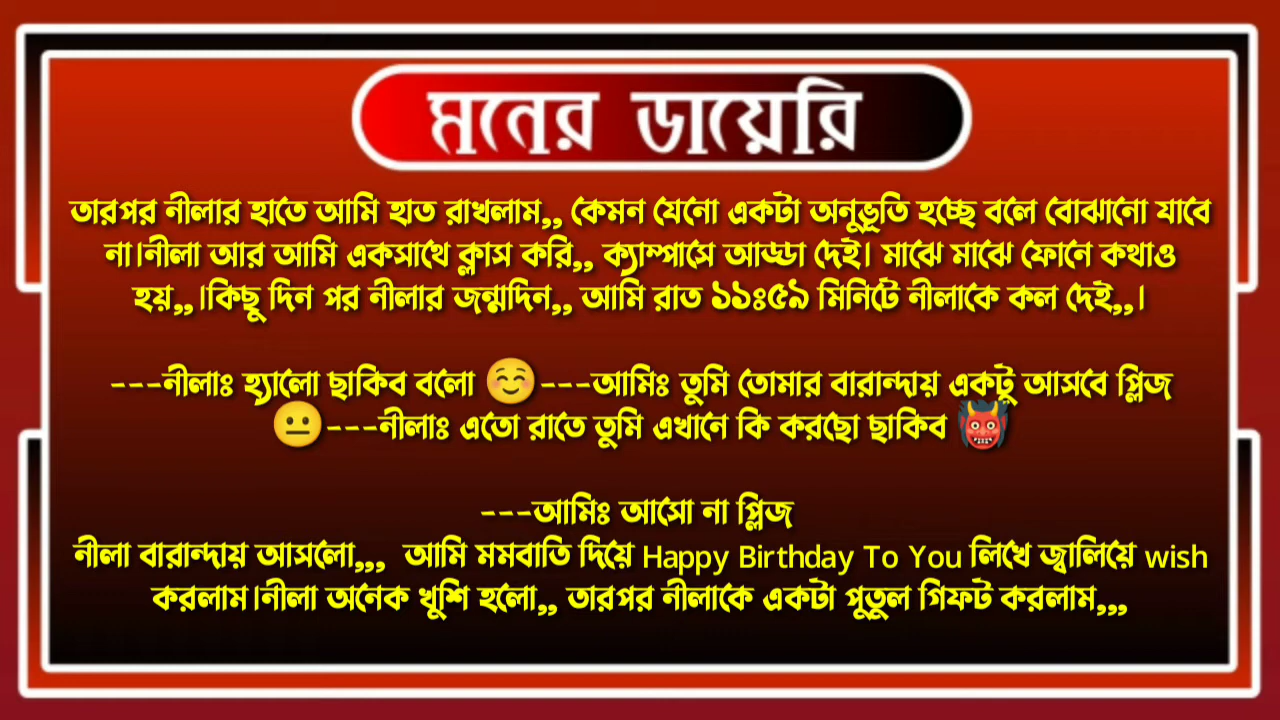 মনের ডায়েরি
তারপর নীলার হাতে আমি হাত রাখলাম,, কেমন যেনো একটা অনুভূতি হচ্ছে বলে বোঝানো যাবে
না।নীলা আর আমি একসাথে ক্লাস করি,, ক্যাম্পাসে আড্ডা দেই। মাঝে মাঝে ফোনে কথাও
হয়,,।কিছু দিন পর নীলার জন্মদিন,, আমি রাত ১১ঃ৫৯ মিনিটে নীলাকে কল দেই,,।
---নীলাঃ হ্যালো ছাকিব বলো ☺️---আমিঃ তুমি তোমার বারান্দায় একটু আসবে প্লিজ
😐---নীলাঃ এতো রাতে তুমি এখানে কি করছো ছাকিব 👹
---আমিঃ আসো না প্লিজ
নীলা বারান্দায় আসলো,,, আমি মমবাতি দিয়ে Happy Birthday To You লিখে জ্বালিয়ে wish
করলাম।নীলা অনেক খুশি হলো,, তারপর নীলাকে একটা পুতুল গিফট করলাম,,,